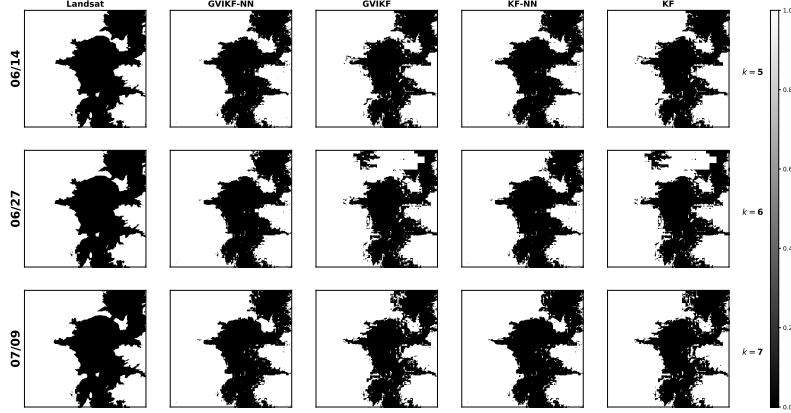 Landsat GVIKF-NN GVIKF KF-NN KF
1.0
06/14
k = 5
0.8
0.6
06/27
k = 6
0.4
0.2
07/09
k = 7
0.0